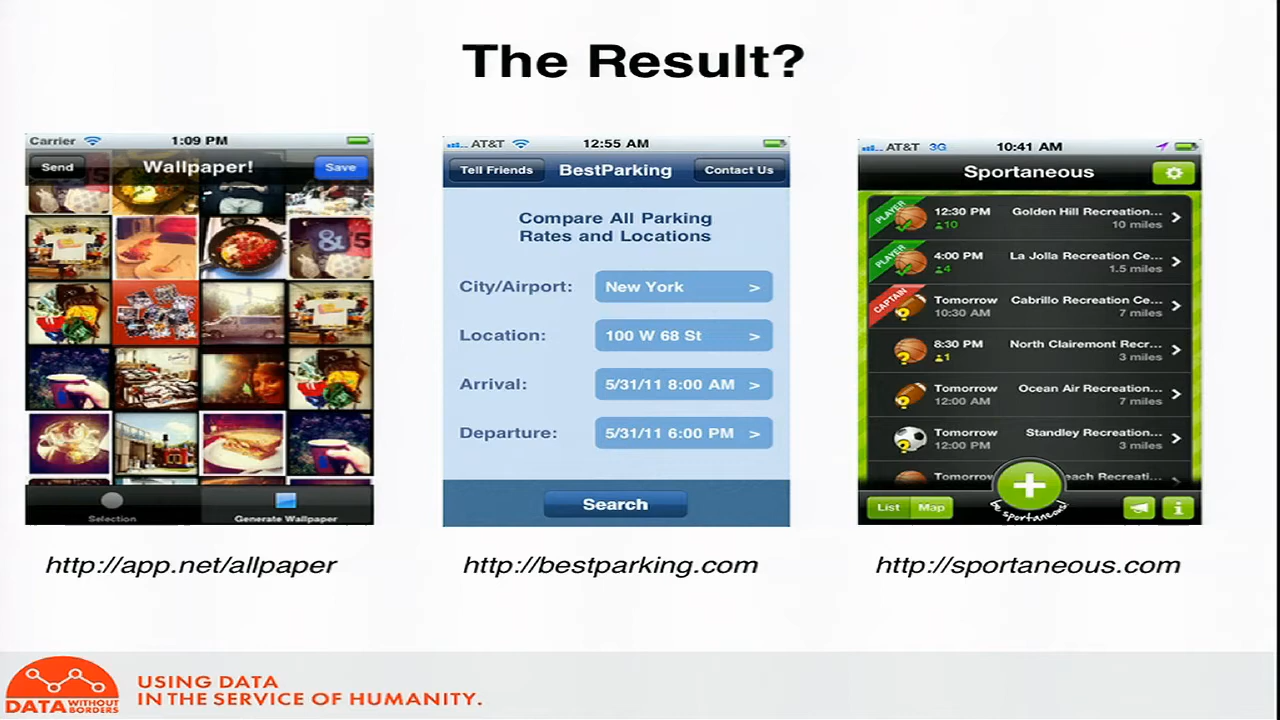 The Result?
Carrier 1:09 PM
Send Wallpaper! Save
Selection Generate Wallpaper
http://app.net/allpaper
AT&T 12:55 AM
Tell Friends BestParking Contact Us
Compare All Parking
Rates and Locations
City/Airport: New York >
Location: 100 W 68 St >
Arrival: 5/31/11 8:00 AM >
Departure: 5/31/11 6:00 PM >
Search
http://bestparking.com
AT&T 3G 10:41 AM
Sportaneous
PLAYER 12:30 PM Golden Hill Recreation...
10 10 miles
PLAYER 4:00 PM La Jolla Recreation Ce...
4 1.5 miles
CAPTAIN Tomorrow Cabrillo Recreation Ce...
10:30 AM 7 miles
8:30 PM North Clairemont Recr...
1 3 miles
Tomorrow Ocean Air Recreation...
12:00 AM 7 miles
Tomorrow Standley Recreation...
12:00 PM 3 miles
Tomorrow each Recreati...
+
be sportaneous!
List Map i
http://sportaneous.com
DATA WITHOUT BORDERS
USING DATA
IN THE SERVICE OF HUMANITY.